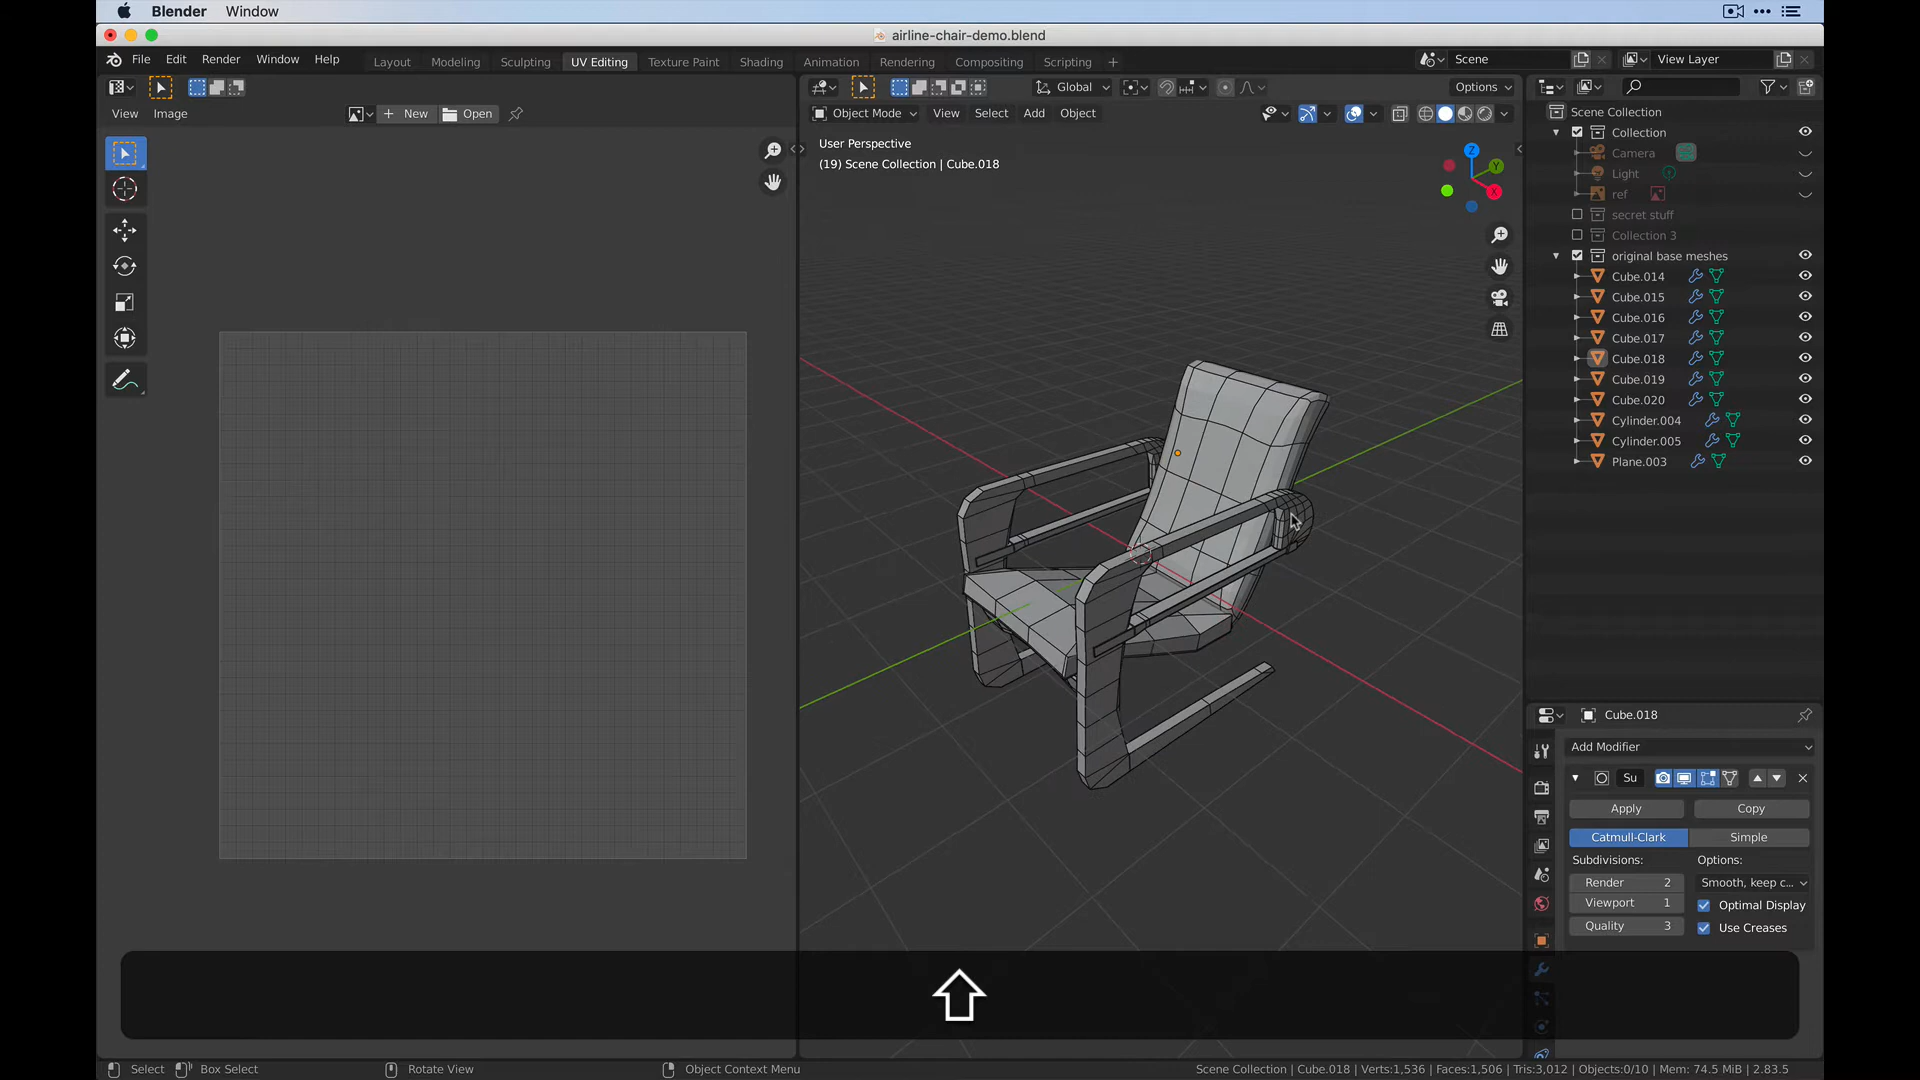 Blender Window
airline-chair-demo.blend
File Edit Render Window Help
Layout Modeling Sculpting UV Editing Texture Paint Shading Animation Rendering Compositing Scripting +
Scene
View Layer
Global
Options
View Image
+ New
Open
Object Mode View Select Add Object
User Perspective
(19) Scene Collection | Cube.018
Z
Y
X
Scene Collection
Collection
Camera
Light
ref
secret stuff
Collection 3
original base meshes
Cube.014
Cube.015
Cube.016
Cube.017
Cube.018
Cube.019
Cube.020
Cylinder.004
Cylinder.005
Plane.003
Cube.018
Add Modifier
Su
Apply Copy
Catmull-Clark Simple
Subdivisions: Options:
Render 2 Smooth, keep c...
Viewport 1 Optimal Display
Quality 3 Use Creases
Select Box Select Rotate View Object Context Menu
Scene Collection | Cube.018 | Verts:1,536 | Faces:1,506 | Tris:3,012 | Objects:0/10 | Mem: 74.5 MiB | 2.83.5